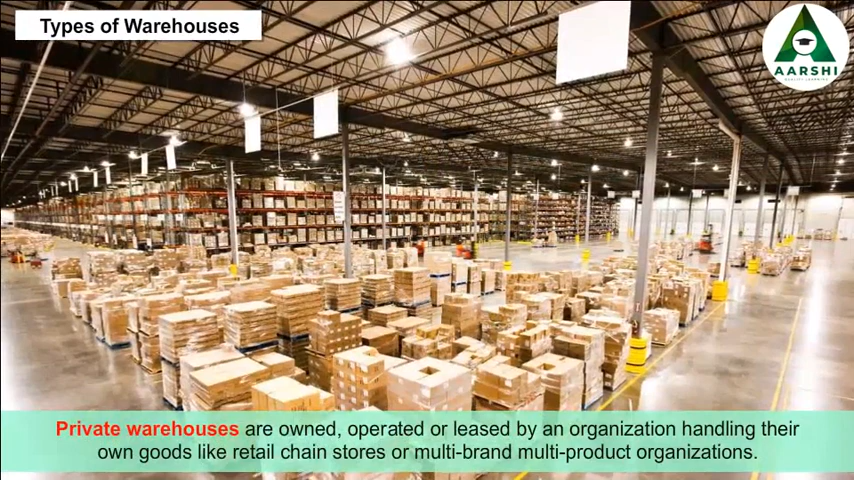 Types of Warehouses
AARSHI
Private warehouses are owned, operated or leased by an organization handling their
own goods like retail chain stores or multi-brand multi-product organizations.